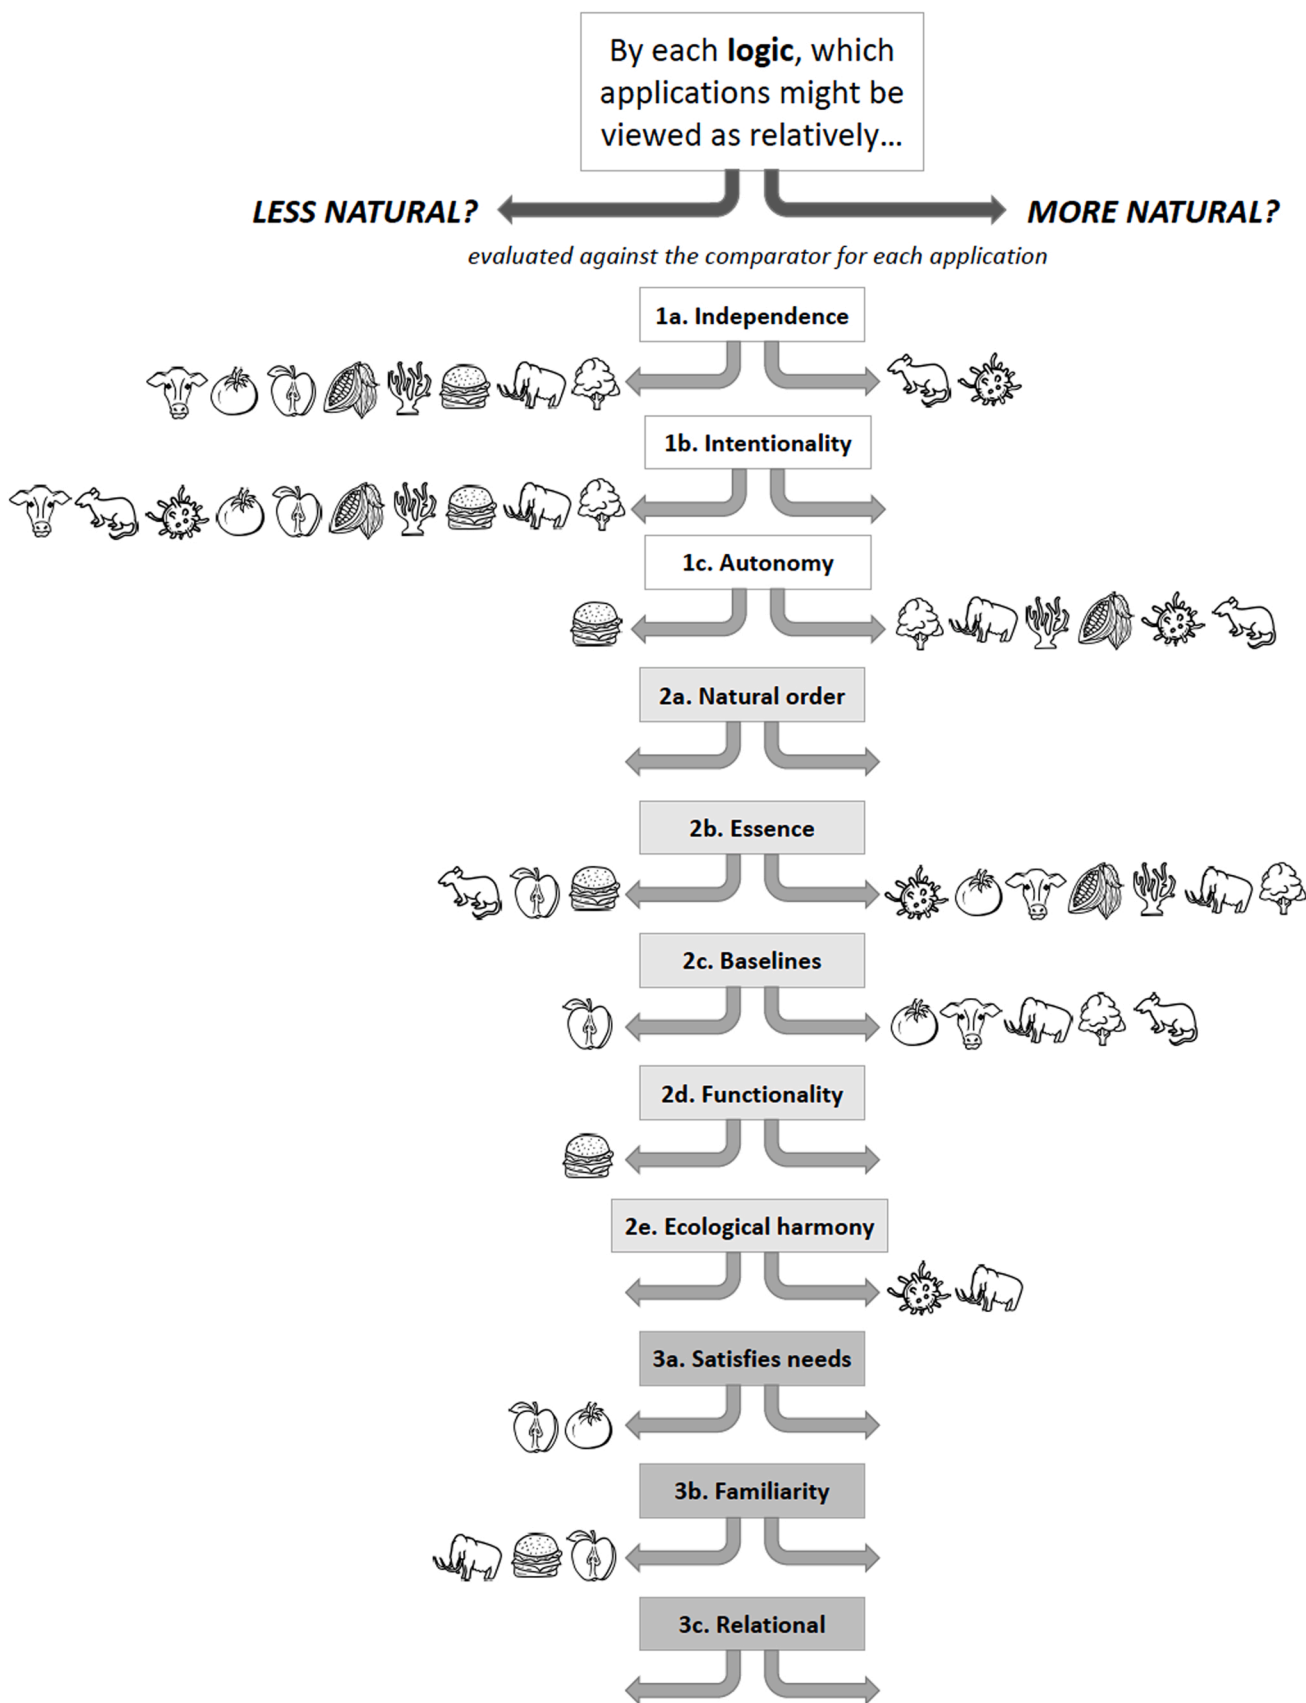 By each logic, which
applications might be
viewed as relatively…
LESS NATURAL?
MORE NATURAL?
evaluated against the comparator for each application
1a. Independence
1b. Intentionality
1c. Autonomy
2a. Natural order
2b. Essence
2c. Baselines
2d. Functionality
2e. Ecological harmony
3a. Satisfies needs
3b. Familiarity
3c. Relational